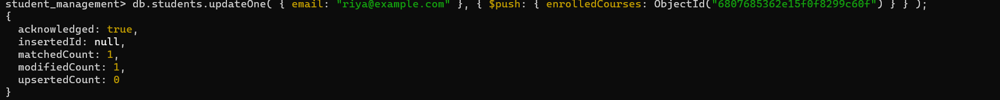 student_management> db.students.updateOne( { email: "riya@example.com" }, { $push: { enrolledCourses: ObjectId("6807685362e15f0f8299c60f") } } );
{
  acknowledged: true,
  insertedId: null,
  matchedCount: 1,
  modifiedCount: 1,
  upsertedCount: 0
}